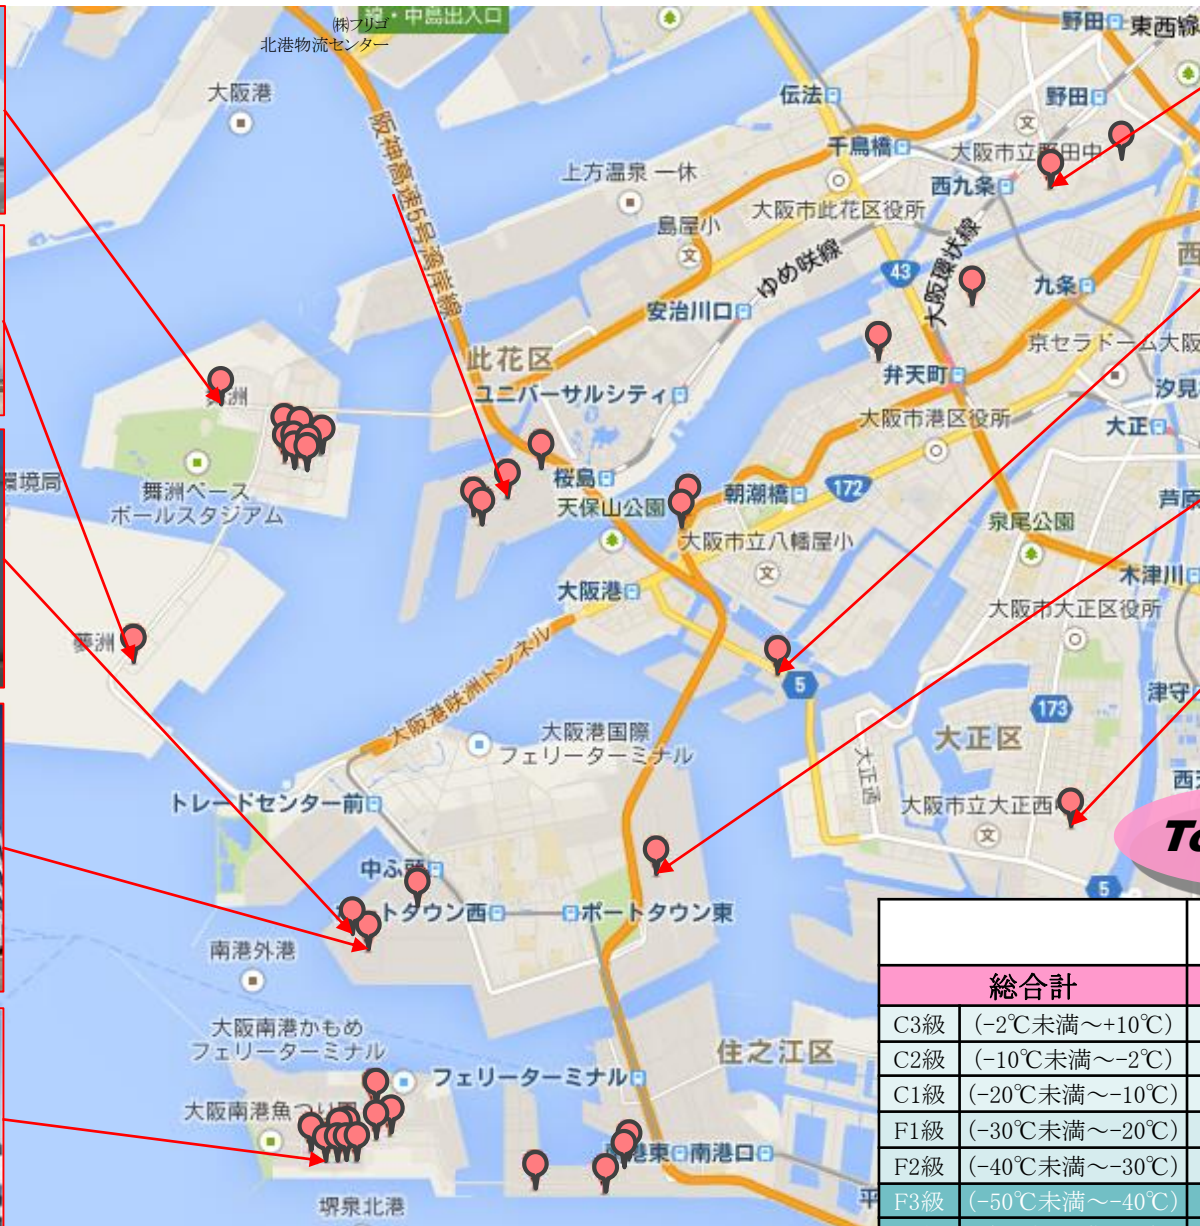 線・中島出入口
㈱フリゴ
北港物流センター
野田
東西線
大阪港
伝法
野田
阪神高速5号湾岸線
千鳥橋
大阪市立野田中
上方温泉 一休
西九条
大阪市此花区役所
島屋小
ゆめ咲線
43
大阪環状線
西
九条
安治川口
京セラドーム大阪
此花区
弁天町
ユニバーサルシティ
汐見
舞洲
大阪市港区役所
大正
環境局
舞洲ベース
ボールスタジアム
桜島
朝潮橋
172
天保山公園
芦原
泉尾公園
大阪市立八幡屋小
木津川
大阪港
大阪市大正区役所
夢洲
大阪港咲洲トンネル
5
173
津守
大阪港国際
フェリーターミナル
大正区
大正通
西天
トレードセンター前
大阪市立大正西中
To
中ふ頭
5
ートタウン西
ポートタウン東
南港外港
大阪南港かもめ
フェリーターミナル
住之江区
フェリーターミナル
大阪南港魚つり園
港東
南港口
平
堺泉北港
総合計
C3級 (-2℃未満～+10℃)
C2級 (-10℃未満～-2℃)
C1級 (-20℃未満～-10℃)
F1級 (-30℃未満～-20℃)
F2級 (-40℃未満～-30℃)
F3級 (-50℃未満～-40℃)